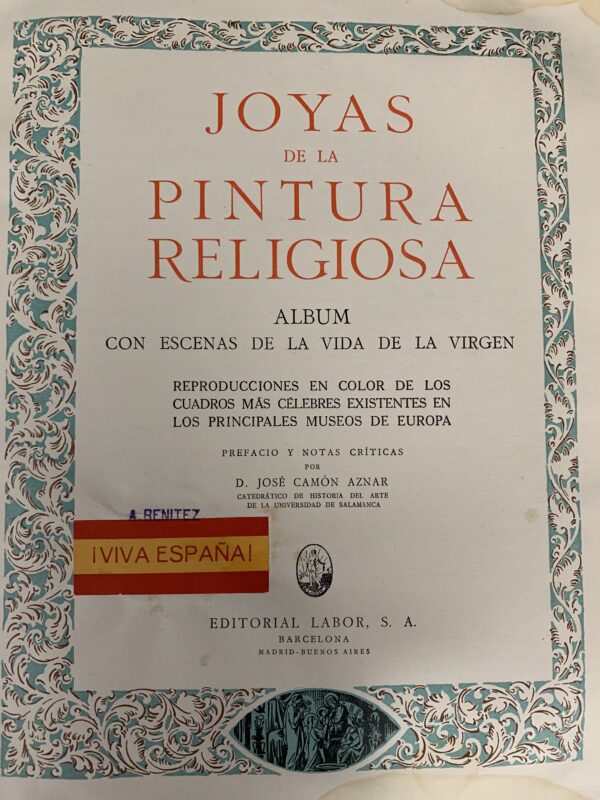 JOYAS
DE LA
PINTURA
RELIGIOSA
ALBUM
CON ESCENAS DE LA VIDA DE LA VIRGEN
REPRODUCCIONES EN COLOR DE LOS
CUADROS MÁS CÉLEBRES EXISTENTES EN
LOS PRINCIPALES MUSEOS DE EUROPA
PREFACIO Y NOTAS CRÍTICAS
POR
D. JOSÉ CAMÓN AZNAR
CATEDRÁTICO DE HISTORIA DEL ARTE
DE LA UNIVERSIDAD DE SALAMANCA
A. BENITEZ
¡VIVA ESPAÑA!
EDITORIAL LABOR, S. A.
BARCELONA
MADRID-BUENOS AIRES